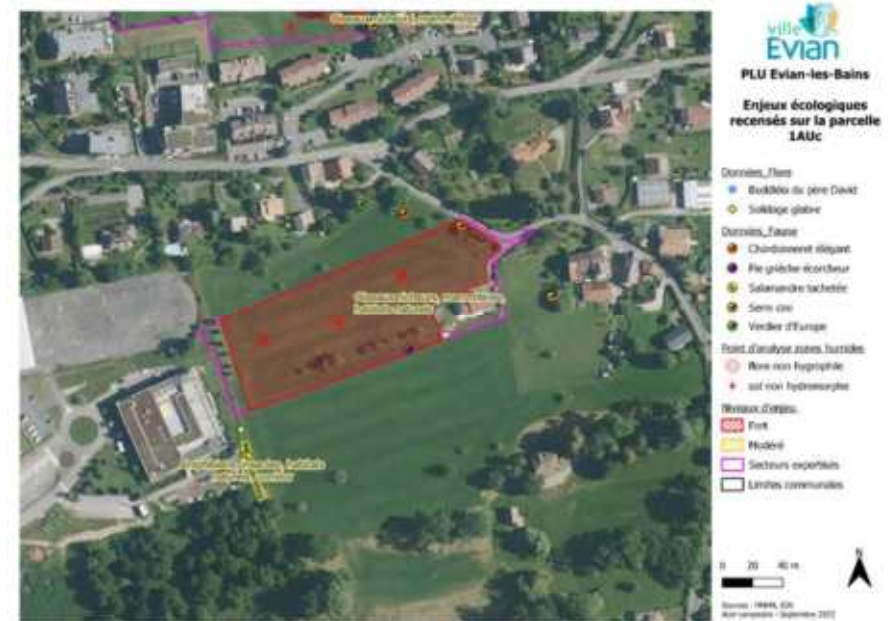 ville
EVIAN
PLU Evian-les-Bains
Enjeux écologiques
recensés sur la parcelle
1AUc
Données_Flore
Buddléia du père David
Solidage glabre
Données_Faune
Chardonneret élégant
Pie grièche écorcheur
Salamandre tachetée
Serin cini
Verdier d'Europe
Point d'analyse zones humides
flore non hygrophile
sol non hydromorphe
Niveaux d'enjeu
Fort
Modéré
Secteurs expertisés
Limites communales
0 20 40 m
N